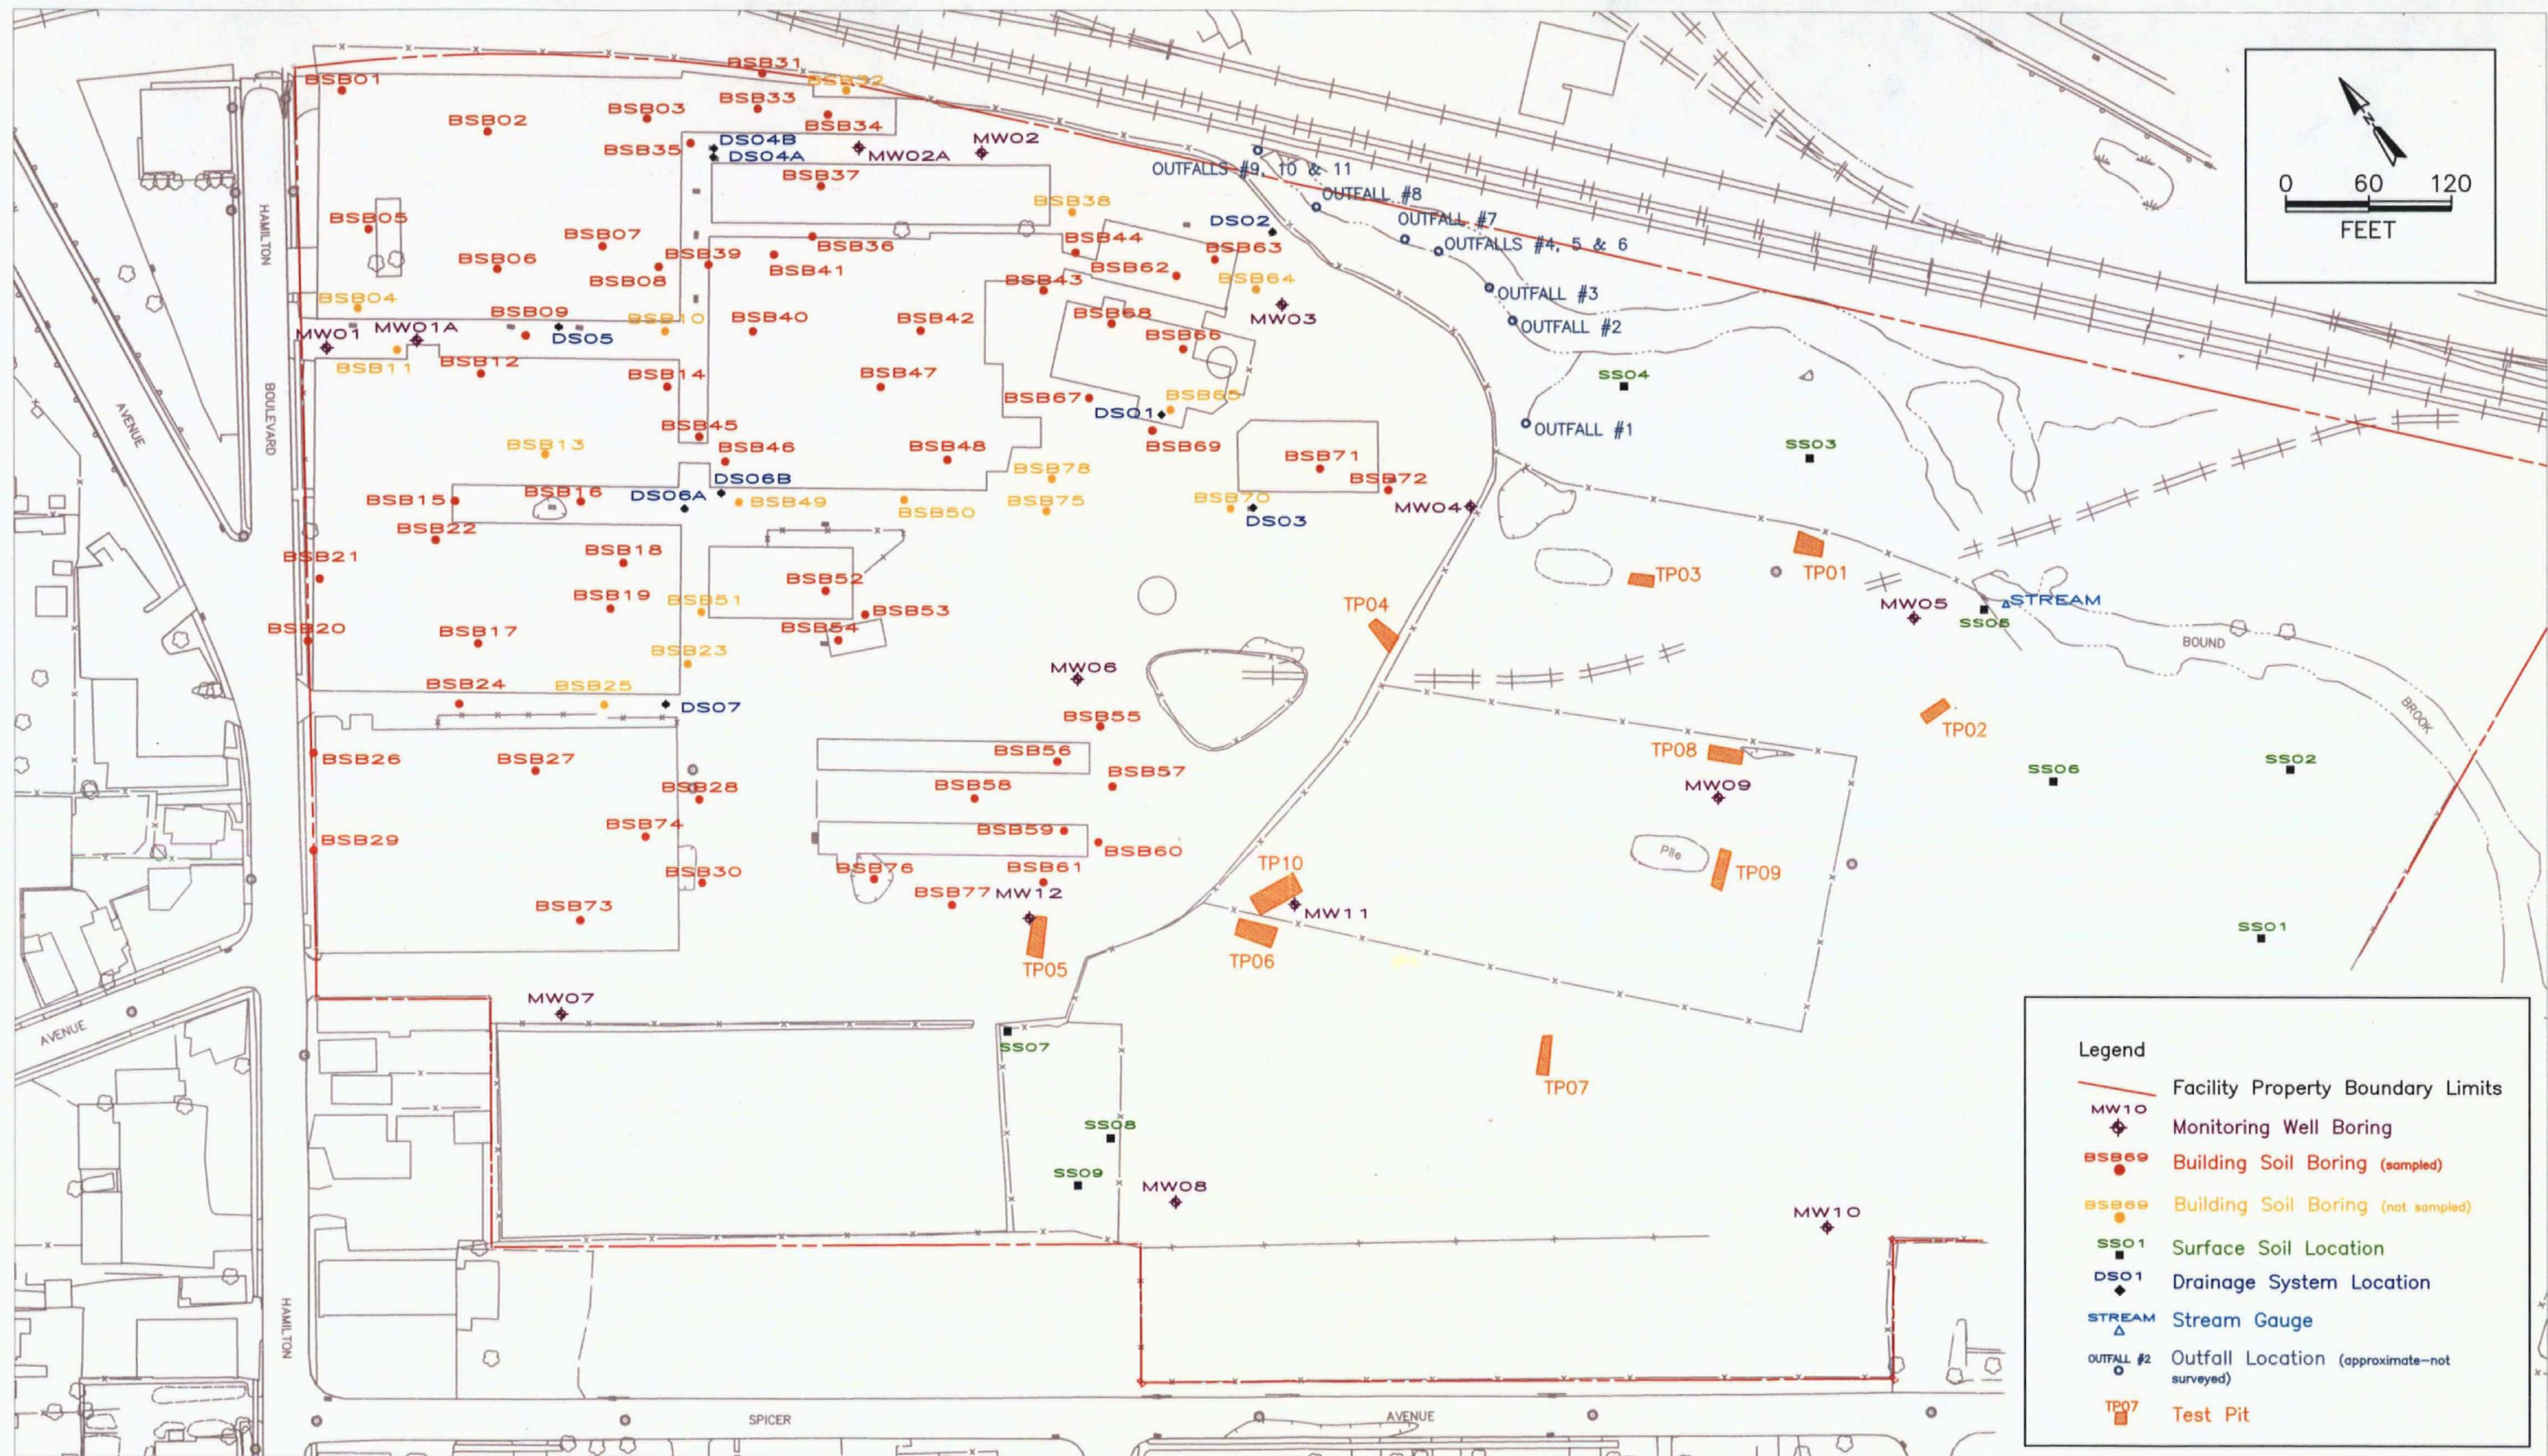 BSB31
BSB01
BSB32
BSB33
BSB03
BSB02
BSB34
DS04B
MW02
BSB35
DS04A
MW02A
OUTFALLS #9, 10 & 11
BSB37
OUTFALL #8
BSB38
OUTFALL #7
BSB05
DS02
HAMILTON
BSB07
BSB44
BSB36
BSB63
OUTFALLS #4, 5 & 6
BSB39
BSB06
BSB41
BSB62
BSB08
BSB43
BSB64
OUTFALL #3
BSB04
BSB09
BSB10
BSB40
BSB42
BSB68
MW03
OUTFALL #2
MW01
MW01A
DS05
BSB66
BSB11
BSB12
BSB14
BSB47
SS04
BOULEVARD
AVENUE
BSB67
BSB65
DS01
BSB45
OUTFALL #1
BSB13
BSB46
BSB48
BSB69
SS03
BSB71
BSB78
BSB72
DS06B
BSB15
BSB16
DS06A
BSB49
BSB75
BSB70
MW04
BSB50
DS03
BSB22
BSB21
BSB18
BSB52
TP03
TP01
BSB19
BSB51
BSB53
TP04
MW05
STREAM
BSB20
BSB17
BSB54
SS05
BOUND
BSB23
MW06
BSB24
BSB25
DS07
BSB55
BROOK
TP02
BSB26
BSB27
BSB56
TP08
BSB57
SS06
SS02
BSB28
BSB58
MW09
BSB74
BSB59
BSB29
BSB60
Pile
BSB30
BSB76
BSB61
TP10
TP09
BSB77
MW12
BSB73
MW11
SS01
TP05
TP06
MW07
AVENUE
SS07
TP07
SS08
SS09
MW08
MW10
HAMILTON
SPICER
AVENUE
N
0 60 120
FEET
Legend
Facility Property Boundary Limits
MW10
Monitoring Well Boring
BSB69
Building Soil Boring (sampled)
BSB69
Building Soil Boring (not sampled)
SS01
Surface Soil Location
DS01
Drainage System Location
STREAM
Stream Gauge
OUTFALL #2
Outfall Location (approximate—not
surveyed)
TP07
Test Pit